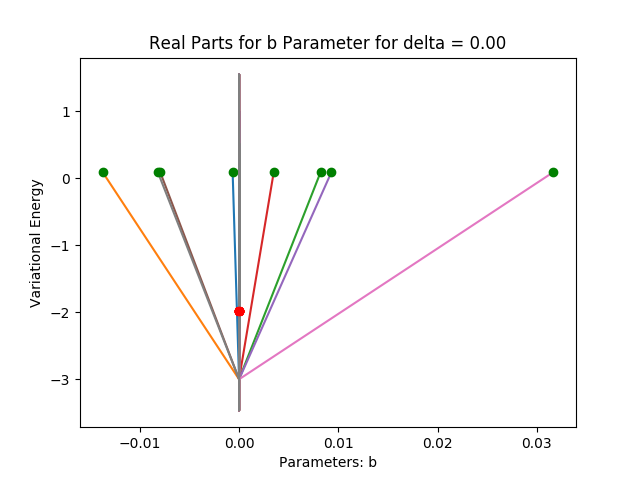 Real Parts for b Parameter for delta = 0.00
Variational Energy
1
0
−1
−2
−3
−0.01 0.00 0.01 0.02 0.03
Parameters: b